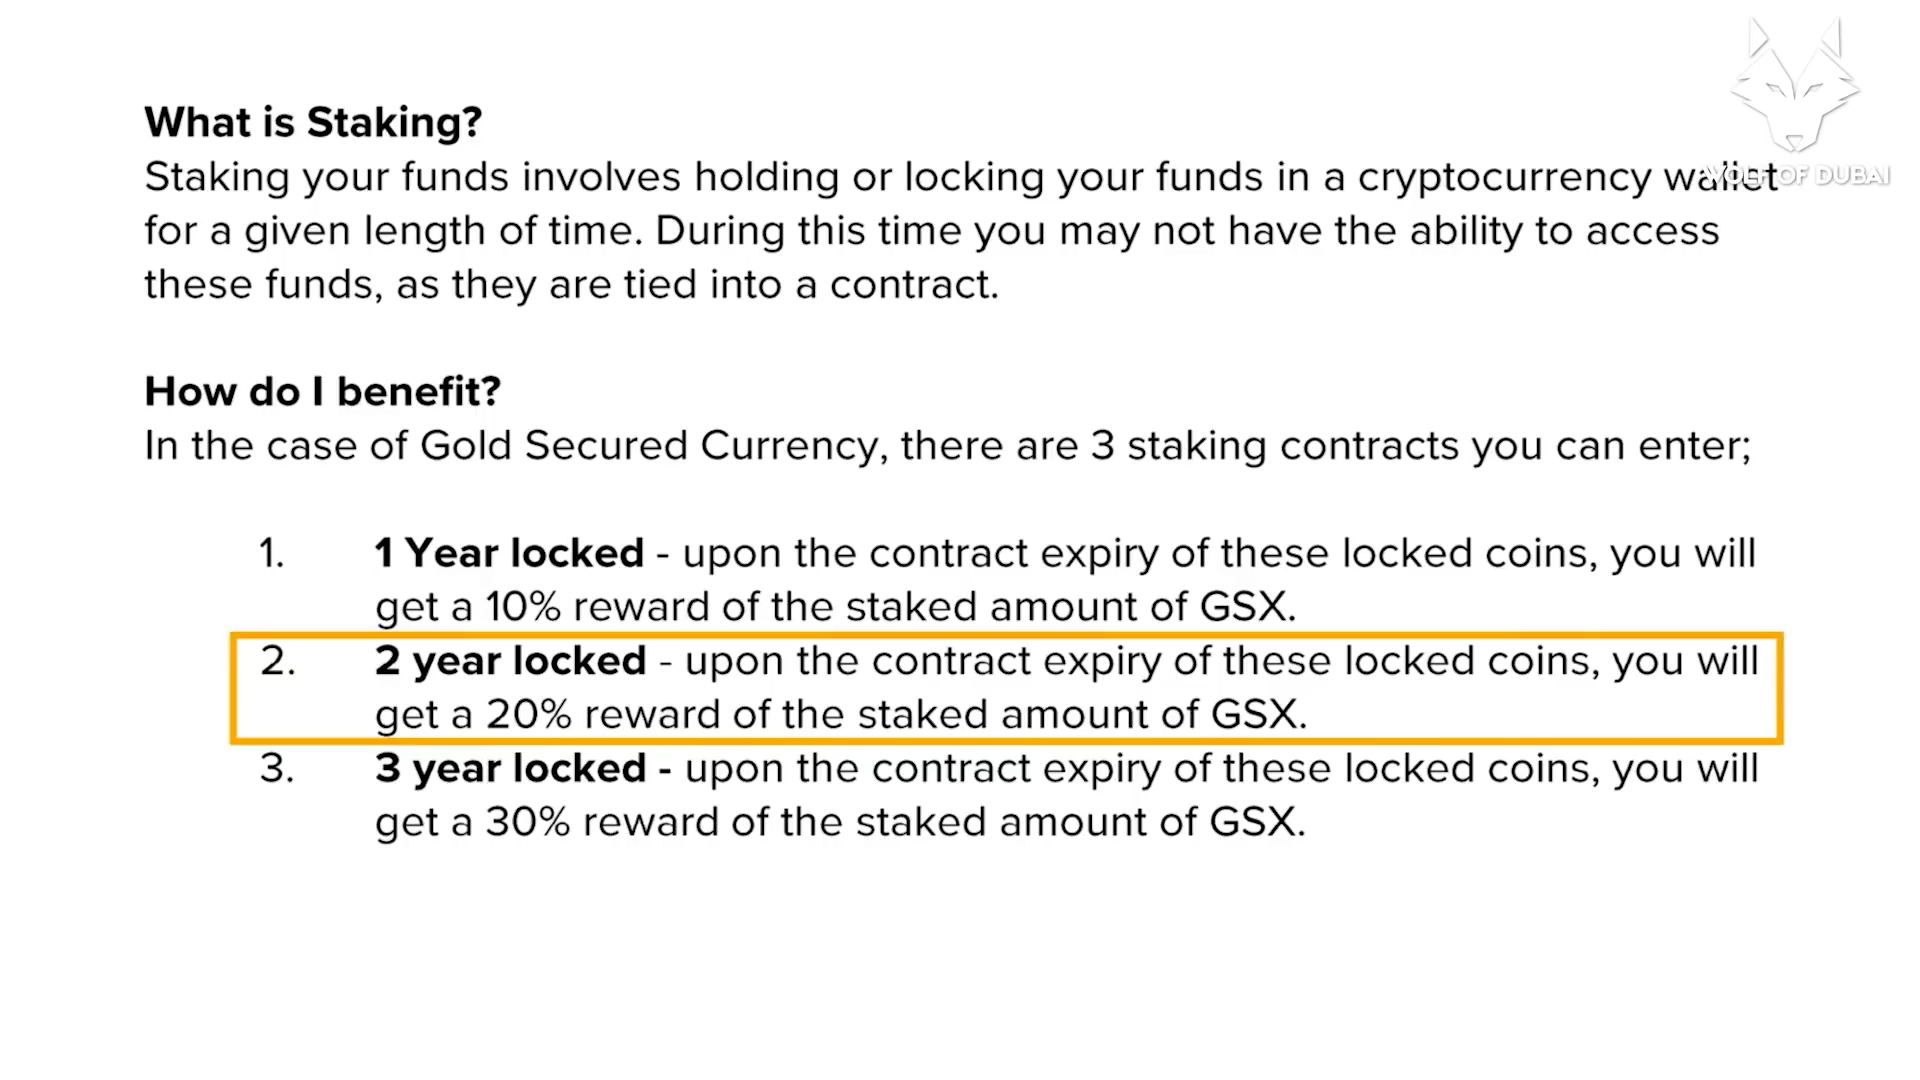 What is Staking?
Staking your funds involves holding or locking your funds in a cryptocurrency wallet
for a given length of time. During this time you may not have the ability to access
these funds, as they are tied into a contract.
How do I benefit?
In the case of Gold Secured Currency, there are 3 staking contracts you can enter;
1. 1 Year locked - upon the contract expiry of these locked coins, you will
get a 10% reward of the staked amount of GSX.
2. 2 year locked - upon the contract expiry of these locked coins, you will
get a 20% reward of the staked amount of GSX.
3. 3 year locked - upon the contract expiry of these locked coins, you will
get a 30% reward of the staked amount of GSX.
WOLF OF DUBAI